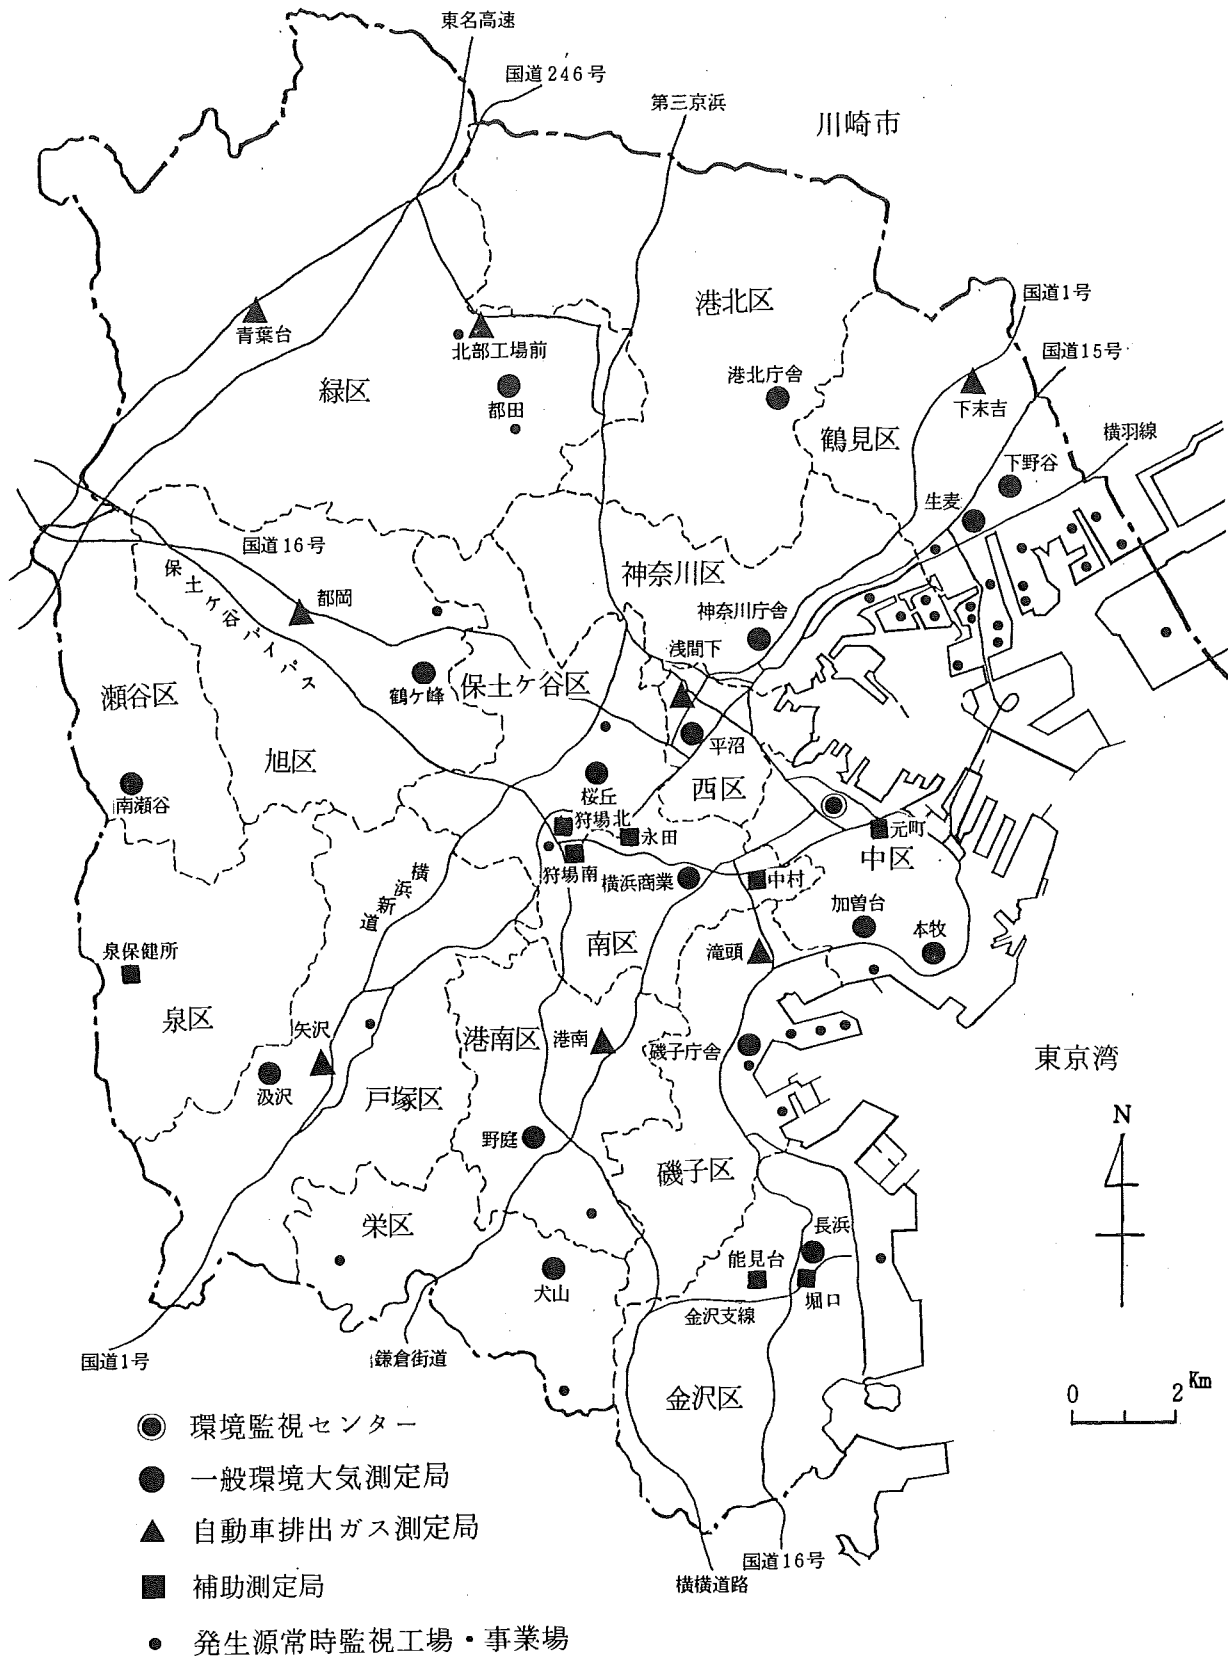 東名高速
国道246号
第三京浜
川崎市
国道1号
国道15号
横羽線
港北区
青葉台
北部工場前
緑区
都田
港北庁舎
下末吉
鶴見区
下野谷
生麦
国道16号
保土ヶ谷バイパス
都岡
神奈川区
神奈川庁舎
浅間下
瀬谷区
鶴ケ峰
保土ヶ谷区
旭区
平沼
南瀬谷
桜丘
西区
狩場北
永田
元町
狩場南
中区
横浜新道
横浜商業
中村
加曽台
本牧
泉保健所
南区
滝頭
泉区
矢沢
港南区
港南
磯子庁舎
東京湾
汲沢
戸塚区
野庭
磯子区
N
栄区
長浜
能見台
犬山
堀口
金沢支線
国道1号
鎌倉街道
金沢区
0 2 Km
環境監視センター
一般環境大気測定局
自動車排出ガス測定局
国道16号
横横道路
補助測定局
発生源常時監視工場・事業場